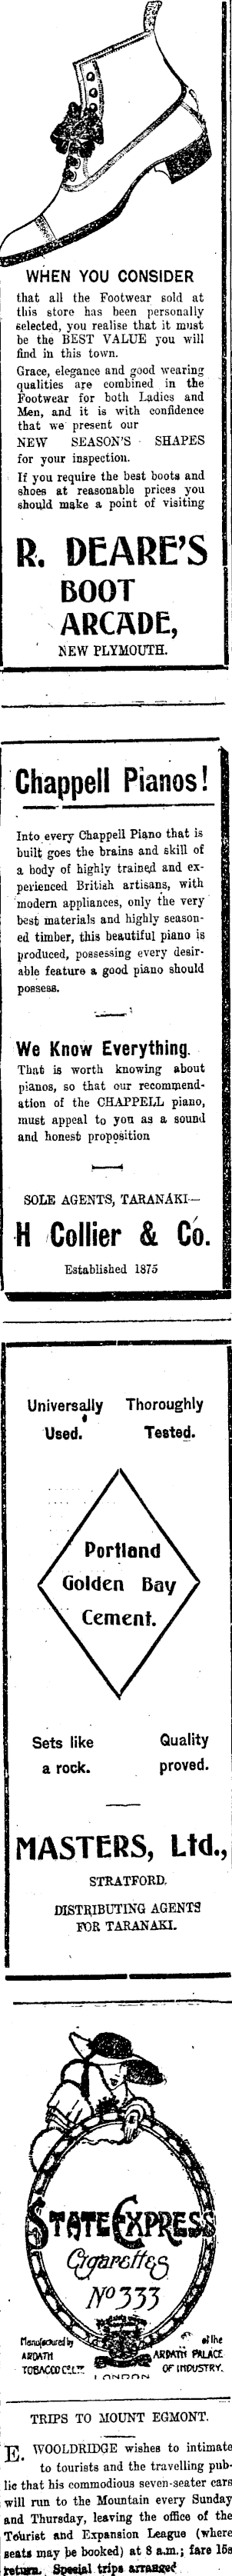 WHEN YOU CONSIDER
that all the Footwear sold at
this store has been personally
selected, you realise that it must
be the BEST VALUE you will
find in this town.
Grace, elegance and good wearing
qualities are combined in the
Footwear for both Ladies and
Men, and it is with confidence
that we present our
NEW SEASON'S SHAPES
for your inspection.
If you require the best boots and
shoes at reasonable prices you
should make a point of visiting
R. DEARE'S
BOOT
ARCADE,
NEW PLYMOUTH.
Chappell Pianos!
Into every Chappell Piano that is
built goes the brains and skill of
a body of highly trained and ex-
perienced British artisans, with
modern appliances, only the very
best materials and highly season-
ed timber, this beautiful piano is
produced, possessing every desir-
able feature a good piano should
possess.
We Know Everything.
That is worth knowing about
pianos, so that our recommend-
ation of the CHAPPELL piano,
must appeal to you as a sound
and honest proposition
SOLE AGENTS, TARANAKI—
H Collier & Co.
Established 1875
Universally Thoroughly
Used. Tested.
Portland
Golden Bay
Cement.
Sets like Quality
a rock. proved.
MASTERS, Ltd.,
STRATFORD.
DISTRIBUTING AGENTS
FOR TARANAKI.
STATE EXPRESS
Cigarettes
No 333
Manufactured by at the
ARDATH ARDATH PALACE
TOBACCO Co. LTD. OF INDUSTRY.
LONDON
TRIPS TO MOUNT EGMONT.
E. WOOLDRIDGE wishes to intimate
to tourists and the travelling pub-
lic that his commodious seven-seater cars
will run to the Mountain every Sunday
and Thursday, leaving the office of the
Tourist and Expansion League (where
seats may be booked) at 8 a.m.; fare 15s
return. Special trips arranged